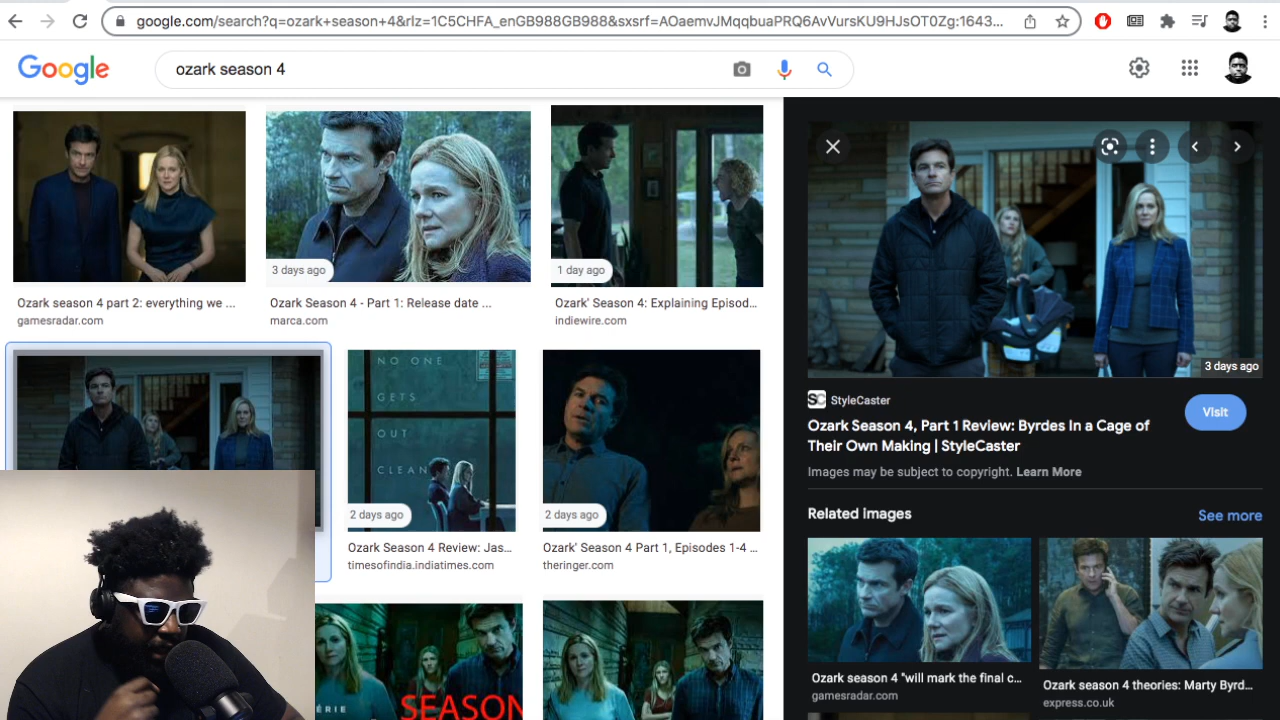 google.com/search?q=ozark+season+4&rlz=1C5CHFA_enGB988GB988&sxsrf=AOaemvJMqqbuaPRQ6AvVursKU9HJsOT0Zg:1643...
Google
ozark season 4
3 days ago
1 day ago
Ozark season 4 part 2: everything we ...
gamesradar.com
Ozark Season 4 - Part 1: Release date ...
marca.com
Ozark' Season 4: Explaining Episod...
indiewire.com
NO ONE
GETS
OUT
CLEAN
2 days ago
2 days ago
Ozark Season 4 Review: Jas...
timesofindia.indiatimes.com
Ozark' Season 4 Part 1, Episodes 1-4 ...
theringer.com
ÉRIE
SEASON
3 days ago
SC StyleCaster
Ozark Season 4, Part 1 Review: Byrdes In a Cage of
Their Own Making | StyleCaster
Visit
Images may be subject to copyright. Learn More
Related Images
See more
Ozark season 4 "will mark the final c...
gamesradar.com
Ozark season 4 theories: Marty Byrd...
express.co.uk